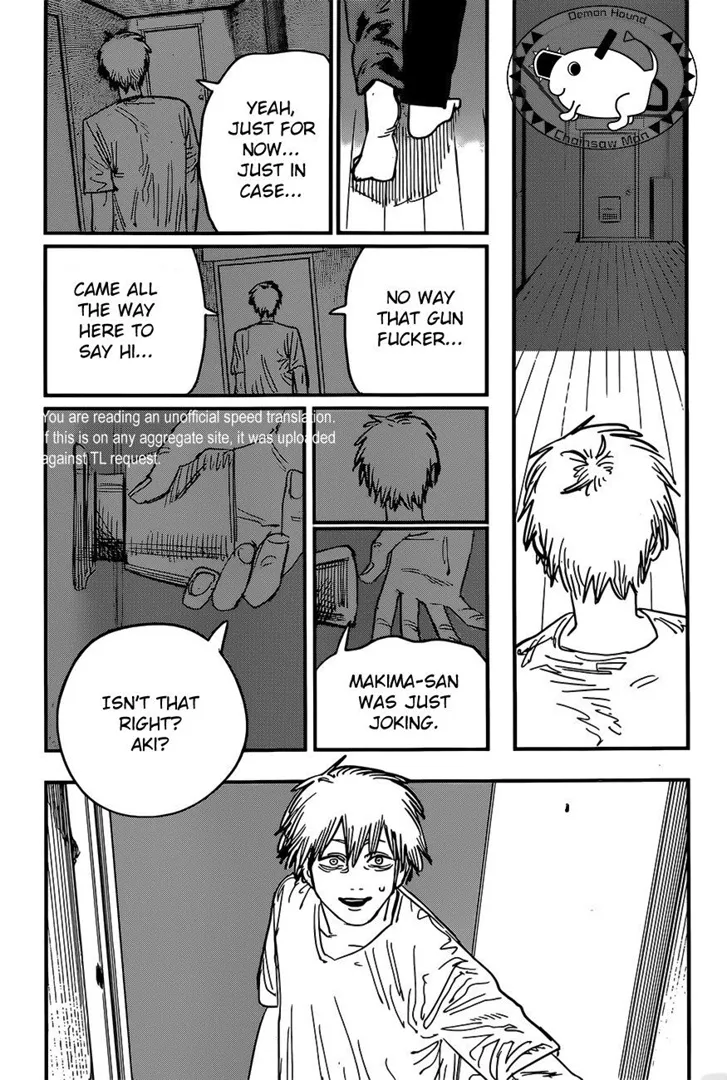 Demon Hound
Chainsaw Man
YEAH,
JUST FOR
NOW...
JUST IN
CASE...
NO WAY
THAT GUN
FUCKER...
CAME ALL
THE WAY
HERE TO
SAY HI...
You are reading an unofficial speed translation.
If this is on any aggregate site, it was uploaded
against TL request.
MAKIMA-SAN
WAS JUST
JOKING.
ISN'T THAT
RIGHT?
AKI?